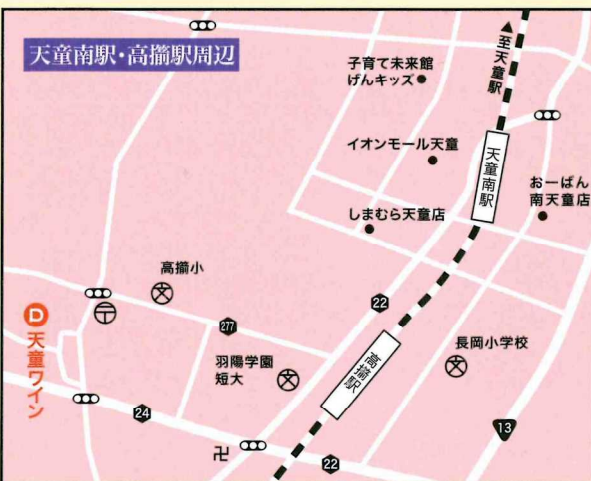 天童南駅・高擶駅周辺
▲至天童駅
子育て未来館
げんキッズ
イオンモール天童
天童南駅
おーばん
南天童店
しまむら天童店
高擶小
D 天童ワイン
277
22
羽陽学園
短大
高擶駅
長岡小学校
24
13
22